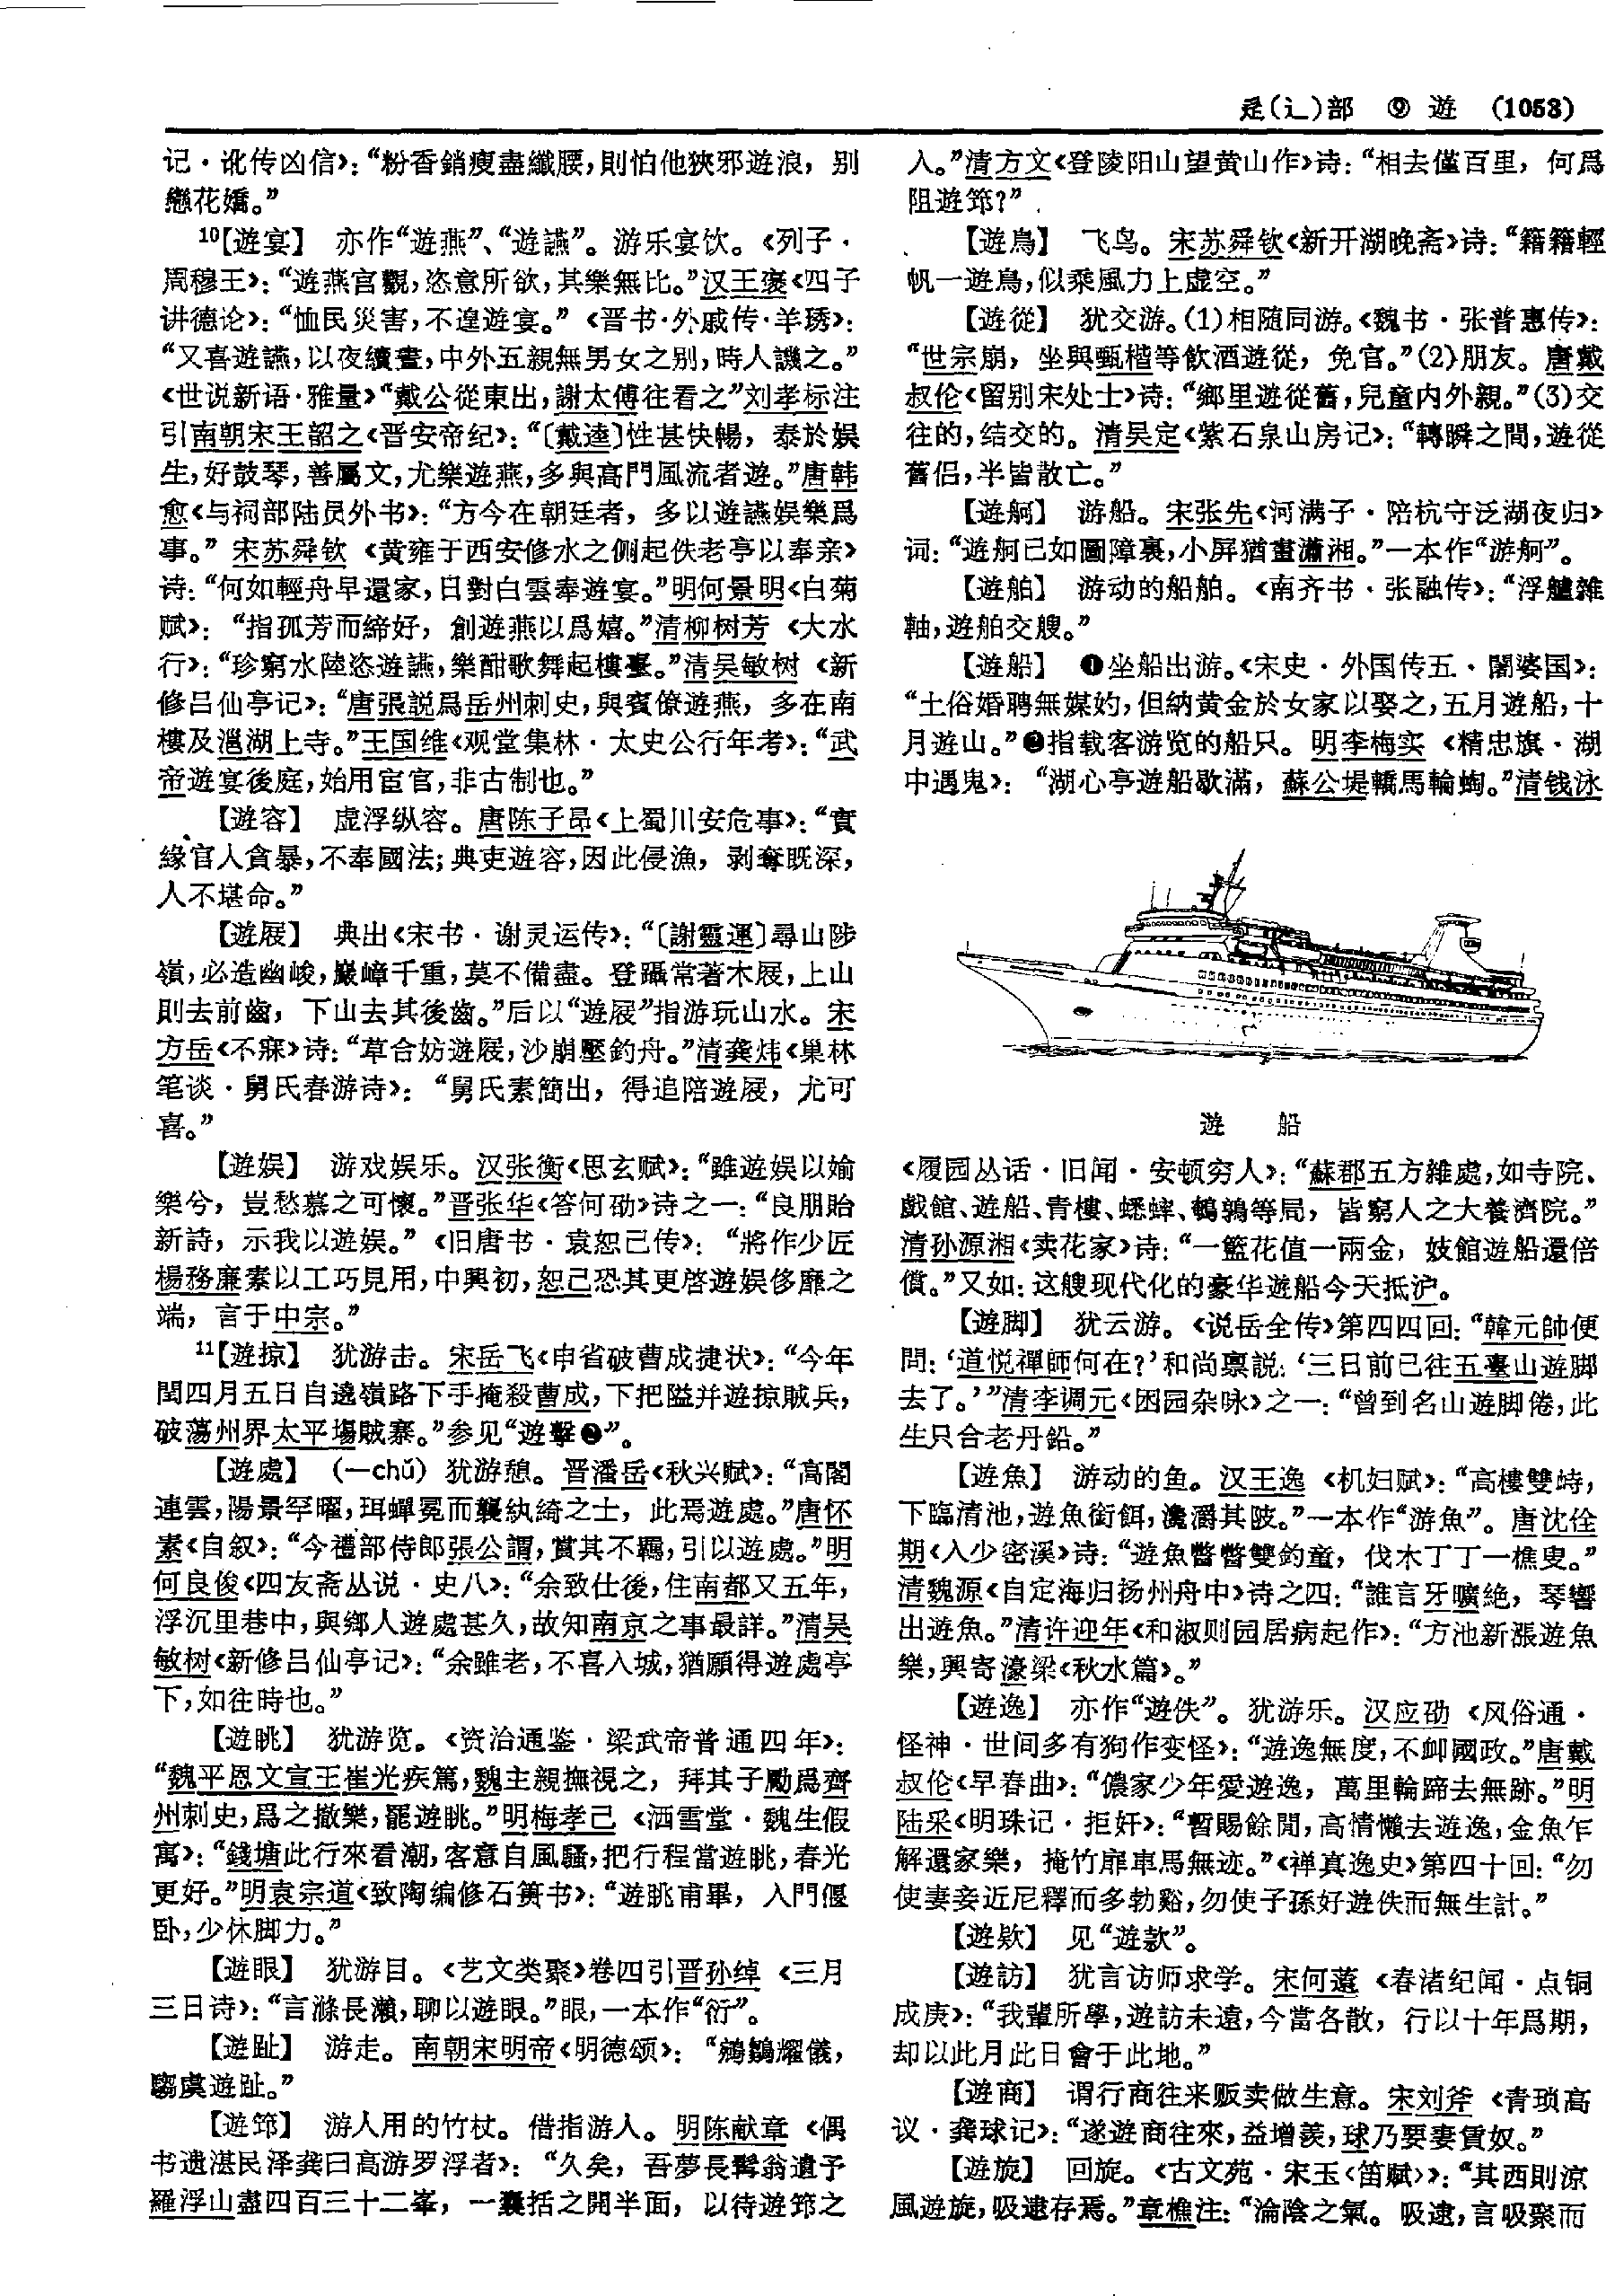 辵(辶)部 ⑨ 遊 (1053)
记·讹传凶信》：“粉香銷瘦盡纖腰，則怕他狹邪遊浪，别
戀花嬌。”
10【遊宴】 亦作“遊燕”、“遊讌”。游乐宴饮。《列子·
周穆王》：“遊燕宫觀，恣意所欲，其樂無比。”汉王褒《四子
讲德论》：“恤民災害，不遑遊宴。”《晋书·外戚传·羊琇》：
“又喜遊讌，以夜續晝，中外五親無男女之别，時人譏之。”
《世说新语·雅量》“戴公從東出，謝太傅往看之”刘孝标注
引南朝宋王韶之《晋安帝纪》：“〔戴逵〕性甚快暢，泰於娱
生，好鼓琴，善屬文，尤樂遊燕，多與高門風流者遊。”唐韩
愈《与祠部陆员外书》：“方今在朝廷者，多以遊讌娱樂爲
事。”宋苏舜钦《黄雍于西安修水之侧起佚老亭以奉亲》
诗：“何如輕舟早還家，日對白雲奉遊宴。”明何景明《白菊
赋》：“指孤芳而締好，創遊燕以爲嬉。”清柳树芳《大水
行》：“珍窮水陸恣遊讌，樂酣歌舞起樓臺。”清吴敏树《新
修吕仙亭记》：“唐張説爲岳州刺史，與賓僚遊燕，多在南
樓及㴩湖上寺。”王国维《观堂集林·太史公行年考》：“武
帝遊宴後庭，始用宦官，非古制也。”
【遊容】 虚浮纵容。唐陈子昂《上蜀川安危事》：“實
緣官人貪暴，不奉國法；典吏遊容，因此侵漁，剥奪既深，
人不堪命。”
【遊屐】 典出《宋书·谢灵运传》：“〔謝靈運〕尋山陟
嶺，必造幽峻，巖嶂千重，莫不備盡。登躡常著木屐，上山
則去前齒，下山去其後齒。”后以“遊屐”指游玩山水。宋
方岳《不寐》诗：“草合妨遊屐，沙崩壓釣舟。”清龚炜《巢林
笔谈·舅氏春游诗》：“舅氏素簡出，得追陪遊屐，尤可
喜。”
【遊娱】 游戏娱乐。汉张衡《思玄赋》：“雖遊娱以媮
樂兮，豈愁慕之可懷。”晋张华《答何劭》诗之一：“良朋貽
新詩，示我以遊娱。”《旧唐书·袁恕己传》：“將作少匠
楊務廉素以工巧見用，中興初，恕己恐其更啓遊娱侈靡之
端，言于中宗。”
11【遊掠】 犹游击。宋岳飞《申省破曹成捷状》：“今年
閏四月五日自遶嶺路下手掩殺曹成，下把隘并遊掠賊兵，
破蕩州界太平場賊寨。”参见“遊擊❷”。
【遊處】 （—chǔ）犹游憩。晋潘岳《秋兴赋》：“高閣
連雲，陽景罕曜，珥蟬冕而襲紈綺之士，此焉遊處。”唐怀
素《自叙》：“今禮部侍郎張公謂，賞其不羈，引以遊處。”明
何良俊《四友斋丛说·史八》：“余致仕後，住南都又五年，
浮沉里巷中，與鄉人遊處甚久，故知南京之事最詳。”清吴
敏树《新修吕仙亭记》：“余雖老，不喜入城，猶願得遊處亭
下，如往時也。”
【遊眺】 犹游览。《资治通鉴·梁武帝普通四年》：
“魏平恩文宣王崔光疾篤，魏主親撫視之，拜其子勵爲齊
州刺史，爲之撤樂，罷遊眺。”明梅孝己《洒雪堂·魏生假
寓》：“錢塘此行來看潮，客意自風騷，把行程當遊眺，春光
更好。”明袁宗道《致陶编修石篑书》：“遊眺甫畢，入門偃
卧，少休脚力。”
【遊眼】 犹游目。《艺文类聚》卷四引晋孙绰《三月
三日诗》：“言滌長瀨，聊以遊眼。”眼，一本作“衍”。
【遊趾】 游走。南朝宋明帝《明德颂》：“鵷鶵耀儀，
騶虞遊趾。”
【遊筇】 游人用的竹杖。借指游人。明陈献章《偶
书遗湛民泽龚曰高游罗浮者》：“久矣，吾夢長髯翁遺予
羅浮山盡四百三十二峯，一囊括之開半面，以待遊筇之
入。”清方文《登陵阳山望黄山作》诗：“相去僅百里，何爲
阻遊筇？”
【遊鳥】 飞鸟。宋苏舜钦《新开湖晚斋》诗：“籍籍輕
帆一遊鳥，似乘風力上虚空。”
【遊從】 犹交游。(1)相随同游。《魏书·张普惠传》：
“世宗崩，坐與甄楷等飲酒遊從，免官。”(2)朋友。唐戴
叔伦《留别宋处士》诗：“鄉里遊從舊，兒童内外親。”(3)交
往的，结交的。清吴定《紫石泉山房记》：“轉瞬之間，遊從
舊侣，半皆散亡。”
【遊舸】 游船。宋张先《河满子·陪杭守泛湖夜归》
词：“遊舸已如圖障裏，小屏猶畫瀟湘。”一本作“游舸”。
【遊舶】 游动的船舶。《南齐书·张融传》：“浮艫雜
軸，遊舶交艘。”
【遊船】 ❶坐船出游。《宋史·外国传五·闍婆国》：
“土俗婚聘無媒妁，但納黄金於女家以娶之，五月遊船，十
月遊山。”❷指载客游览的船只。明李梅实《精忠旗·湖
中遇鬼》：“湖心亭遊船歇滿，蘇公堤轎馬輪蜔。”清钱泳
遊 船
《履园丛话·旧闻·安顿穷人》：“蘇郡五方雜處，如寺院、
戲館、遊船、青樓、蟋蟀、鵪鶉等局，皆窮人之大養濟院。”
清孙源湘《卖花家》诗：“一籃花值一兩金，妓館遊船還倍
償。”又如：这艘现代化的豪华遊船今天抵沪。
【遊脚】 犹云游。《说岳全传》第四四回：“韓元帥便
問：‘道悦禪師何在？’和尚禀説：‘三日前已往五臺山遊脚
去了。’”清李调元《困园杂咏》之一：“曾到名山遊脚倦，此
生只合老丹鉛。”
【遊魚】 游动的鱼。汉王逸《机妇赋》：“高樓雙峙，
下臨清池，遊魚銜餌，瀺灂其陂。”一本作“游魚”。唐沈佺
期《入少密溪》诗：“遊魚瞥瞥雙釣童，伐木丁丁一樵叟。”
清魏源《自定海归扬州舟中》诗之四：“誰言牙曠絶，琴響
出遊魚。”清许迎年《和淑则园居病起作》：“方池新漲遊魚
樂，興寄濠梁《秋水篇》。”
【遊逸】 亦作“遊佚”。犹游乐。汉应劭《风俗通·
怪神·世间多有狗作变怪》：“遊逸無度，不卹國政。”唐戴
叔伦《早春曲》：“儂家少年愛遊逸，萬里輪蹄去無跡。”明
陆采《明珠记·拒奸》：“暫賜餘閒，高情懶去遊逸，金魚乍
解還家樂，掩竹扉車馬無迹。”《禅真逸史》第四十回：“勿
使妻妾近尼釋而多勃谿，勿使子孫好遊佚而無生計。”
【遊欵】 见“遊款”。
【遊訪】 犹言访师求学。宋何薳《春渚纪闻·点铜
成庚》：“我輩所學，遊訪未遠，今當各散，行以十年爲期，
却以此月此日會于此地。”
【遊商】 谓行商往来贩卖做生意。宋刘斧《青琐高
议·龚球记》：“遂遊商往來，益增羨，球乃要妻賃奴。”
【遊旋】 回旋。《古文苑·宋玉〈笛赋〉》：“其西則涼
風遊旋，吸逮存焉。”章樵注：“淪陰之氣。吸逮，言吸聚而